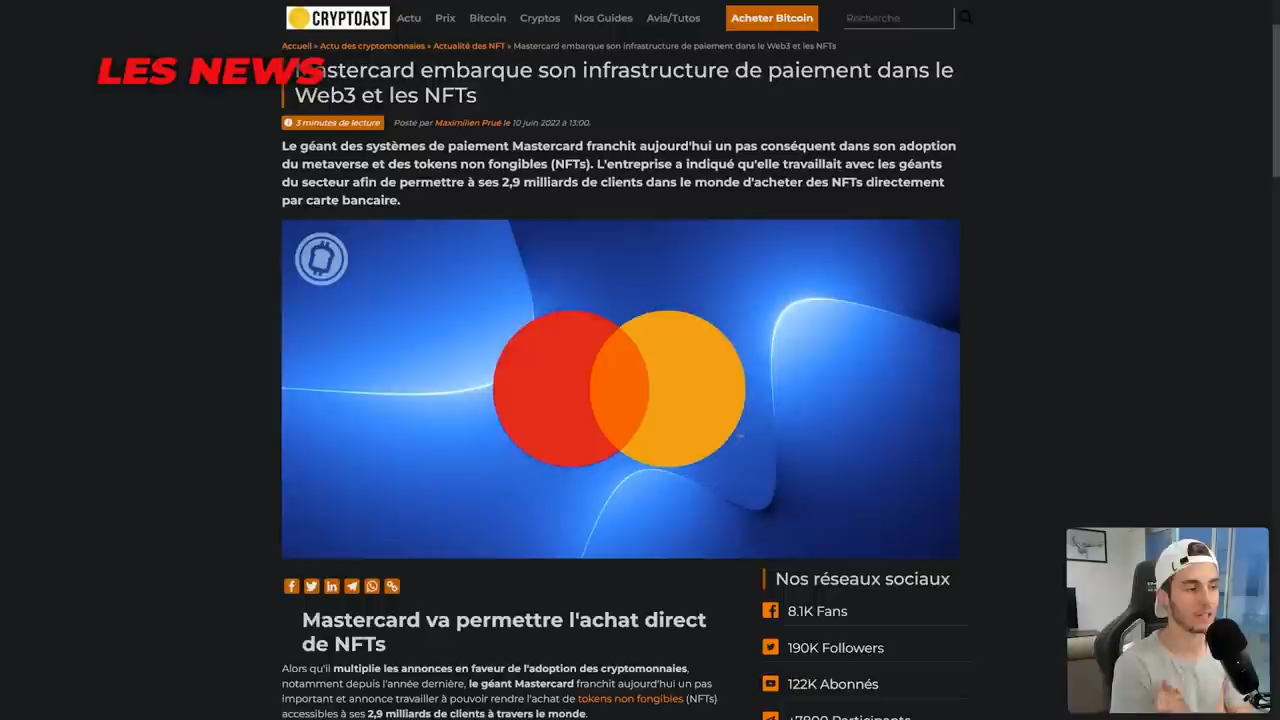 CRYPTOAST
Actu
Prix
Bitcoin
Cryptos
Nos Guides
Avis/Tutos
Acheter Bitcoin
Recherche
Accueil » Actu des cryptomonnaies » Actualité des NFT » Mastercard embarque son infrastructure de paiement dans le Web3 et les NFTs
LES NEWS
Mastercard embarque son infrastructure de paiement dans le
Web3 et les NFTs
3 minutes de lecture
Posté par Maximilien Prué le 10 juin 2022 à 13:00.
Le géant des systèmes de paiement Mastercard franchit aujourd'hui un pas conséquent dans son adoption
du metaverse et des tokens non fongibles (NFTs). L'entreprise a indiqué qu'elle travaillait avec les géants
du secteur afin de permettre à ses 2,9 milliards de clients dans le monde d'acheter des NFTs directement
par carte bancaire.
Mastercard va permettre l'achat direct
de NFTs
Alors qu'il multiplie les annonces en faveur de l'adoption des cryptomonnaies,
notamment depuis l'année dernière, le géant Mastercard franchit aujourd'hui un pas
important et annonce travailler à pouvoir rendre l'achat de tokens non fongibles (NFTs)
accessibles à ses 2,9 milliards de clients à travers le monde.
Nos réseaux sociaux
8.1K Fans
190K Followers
122K Abonnés
+7800 Participants